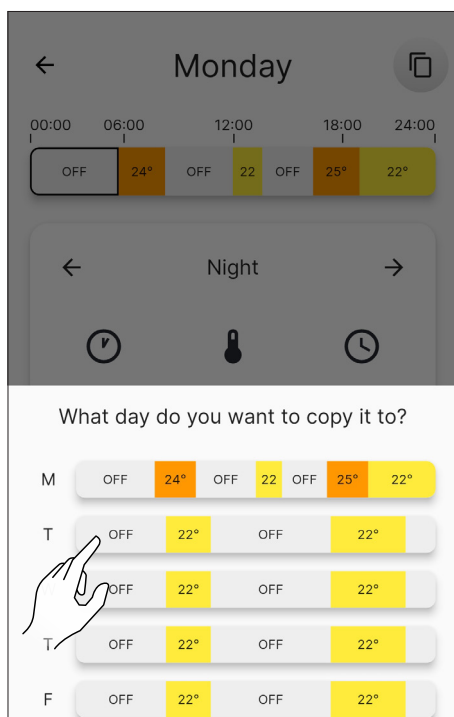 Monday
00:00 06:00 12:00 18:00 24:00
OFF 24° OFF 22 OFF 25° 22°
Night
What day do you want to copy it to?
M OFF 24° OFF 22 OFF 25° 22°
T OFF 22° OFF 22°
OFF 22° OFF 22°
T OFF 22° OFF 22°
F OFF 22° OFF 22°